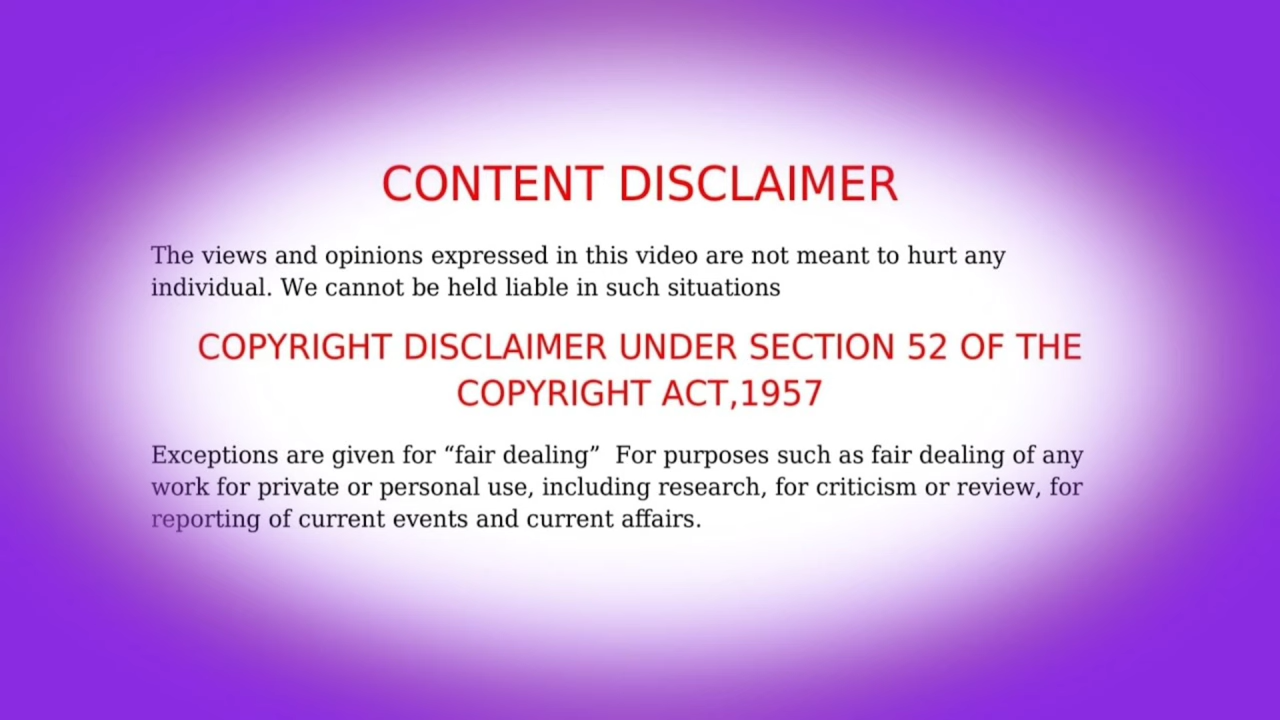 CONTENT DISCLAIMER
The views and opinions expressed in this video are not meant to hurt any
individual. We cannot be held liable in such situations
COPYRIGHT DISCLAIMER UNDER SECTION 52 OF THE
COPYRIGHT ACT,1957
Exceptions are given for “fair dealing”  For purposes such as fair dealing of any
work for private or personal use, including research, for criticism or review, for
reporting of current events and current affairs.